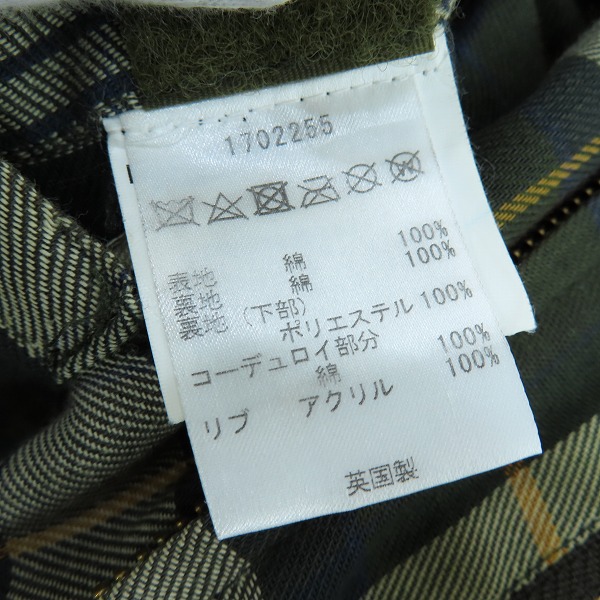 1702255
表地 綿 100%
裏地 綿 100%
裏地(下部)
ポリエステル 100%
コーデュロイ部分
綿 100%
リブ アクリル 100%
英国製